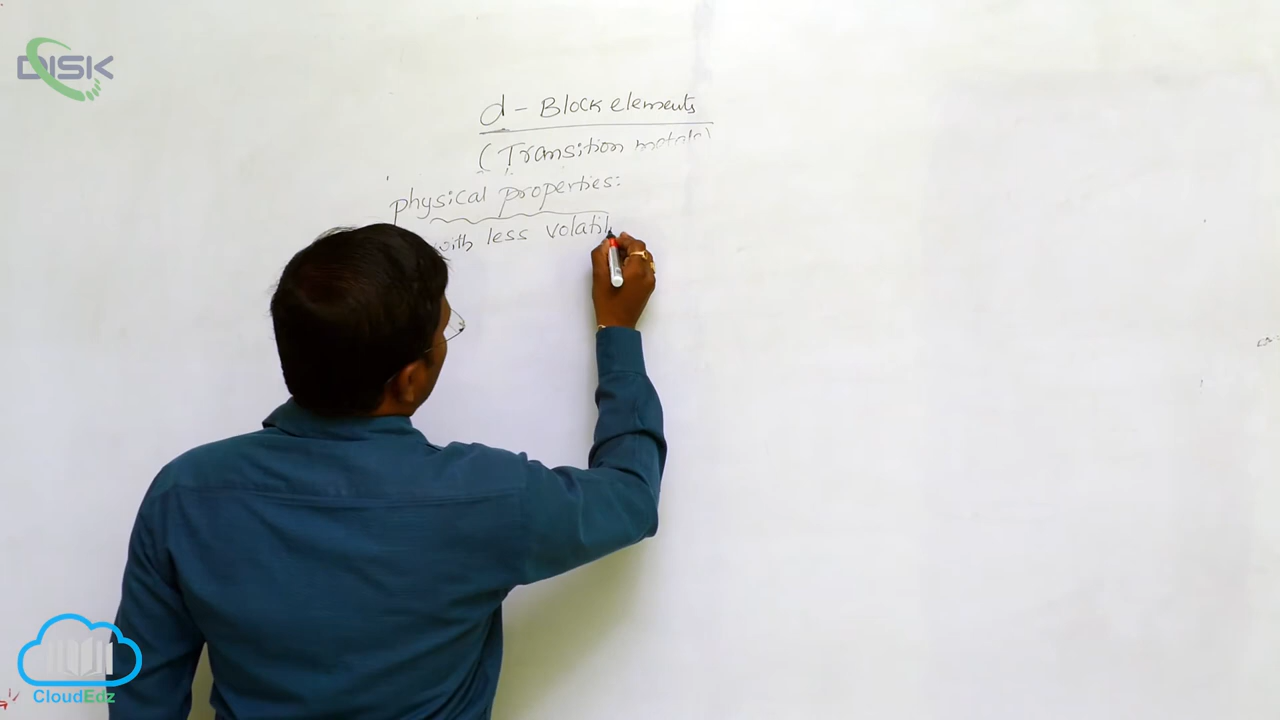 DISK
d - Block elements
(Transition metals)
physical properties:
with less volatil
CloudEdz